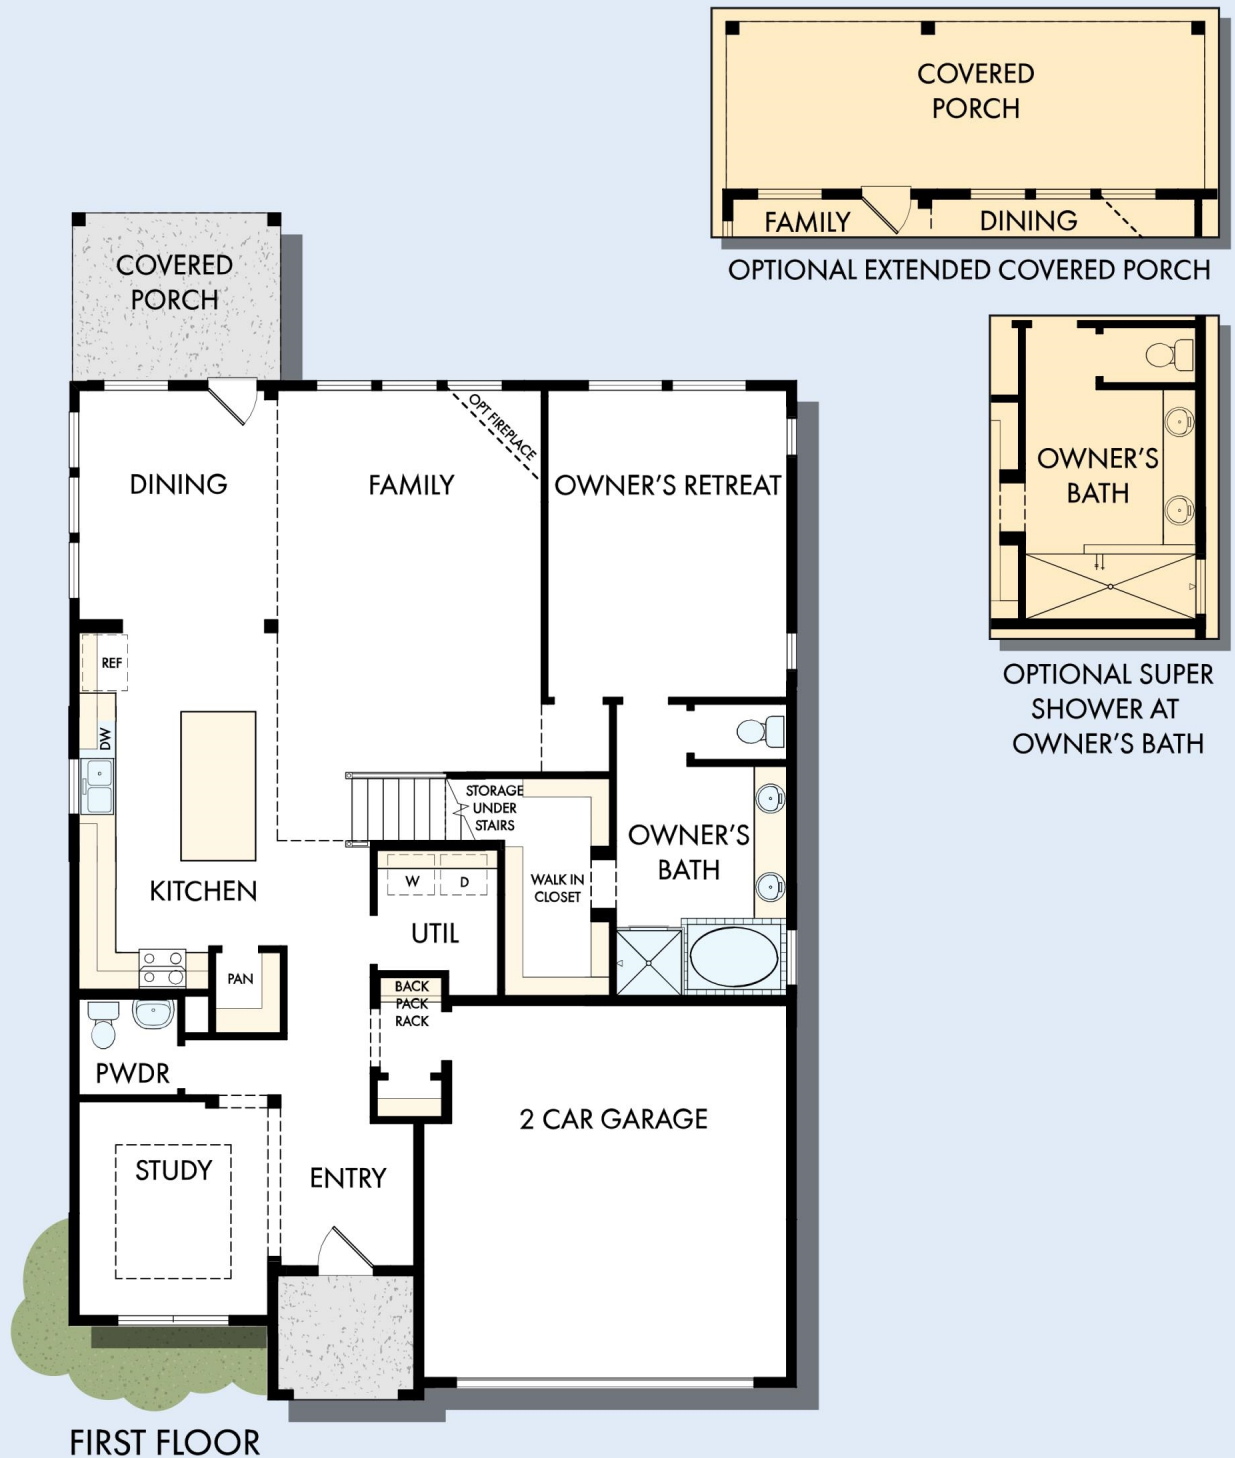 COVERED
PORCH
FAMILY
DINING
OPTIONAL EXTENDED COVERED PORCH
COVERED
PORCH
OWNER'S
BATH
OPTIONAL SUPER
SHOWER AT
OWNER'S BATH
OPT FIREPLACE
DINING
FAMILY
OWNER'S RETREAT
REF
DW
STORAGE
UNDER
STAIRS
OWNER'S
BATH
WALK IN
CLOSET
W
D
KITCHEN
UTIL
PAN
BACK
PACK
RACK
PWDR
2 CAR GARAGE
STUDY
ENTRY
FIRST FLOOR